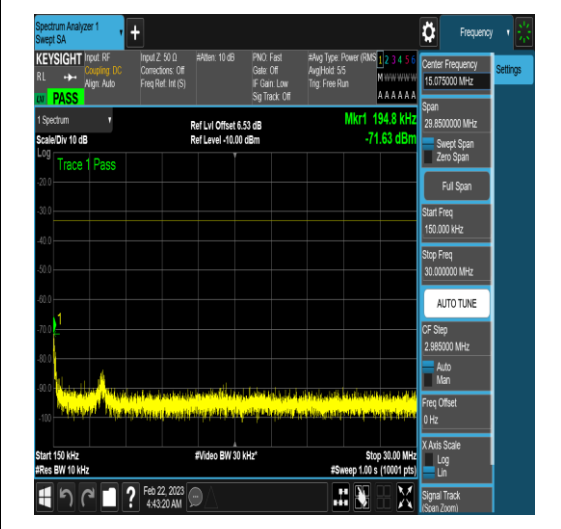 Spectrum Analyzer 1
Swept SA
+
Frequency
KEYSIGHT
RL
PASS
Input: RF
Coupling: DC
Align: Auto
Input Z: 50 Ω
Corrections: Off
Freq Ref: Int (S)
#Atten: 10 dB
PNO: Fast
Gate: Off
IF Gain: Low
Sig Track: Off
#Avg Type: Power (RMS
Avg|Hold: 5/5
Trig: Free Run
1 2 3 4 5 6
M w w w w w
A A A A A A
1 Spectrum
Scale/Div 10 dB
Ref Lvl Offset 6.53 dB
Ref Level -10.00 dBm
Mkr1 194.8 kHz
-71.63 dBm
Log
Trace 1 Pass
-20.0
-30.0
-40.0
-50.0
-60.0
-70.0
-80.0
-90.0
-100
1
Start 150 kHz
#Res BW 10 kHz
#Video BW 30 kHz*
Stop 30.00 MHz
#Sweep 1.00 s (10001 pts)
?
Feb 22, 2023
4:43:20 AM
Center Frequency
15.075000 MHz
Settings
Span
29.8500000 MHz
Swept Span
Zero Span
Full Span
Start Freq
150.000 kHz
Stop Freq
30.000000 MHz
AUTO TUNE
CF Step
2.985000 MHz
Auto
Man
Freq Offset
0 Hz
X Axis Scale
Log
Lin
Signal Track
(Span Zoom)